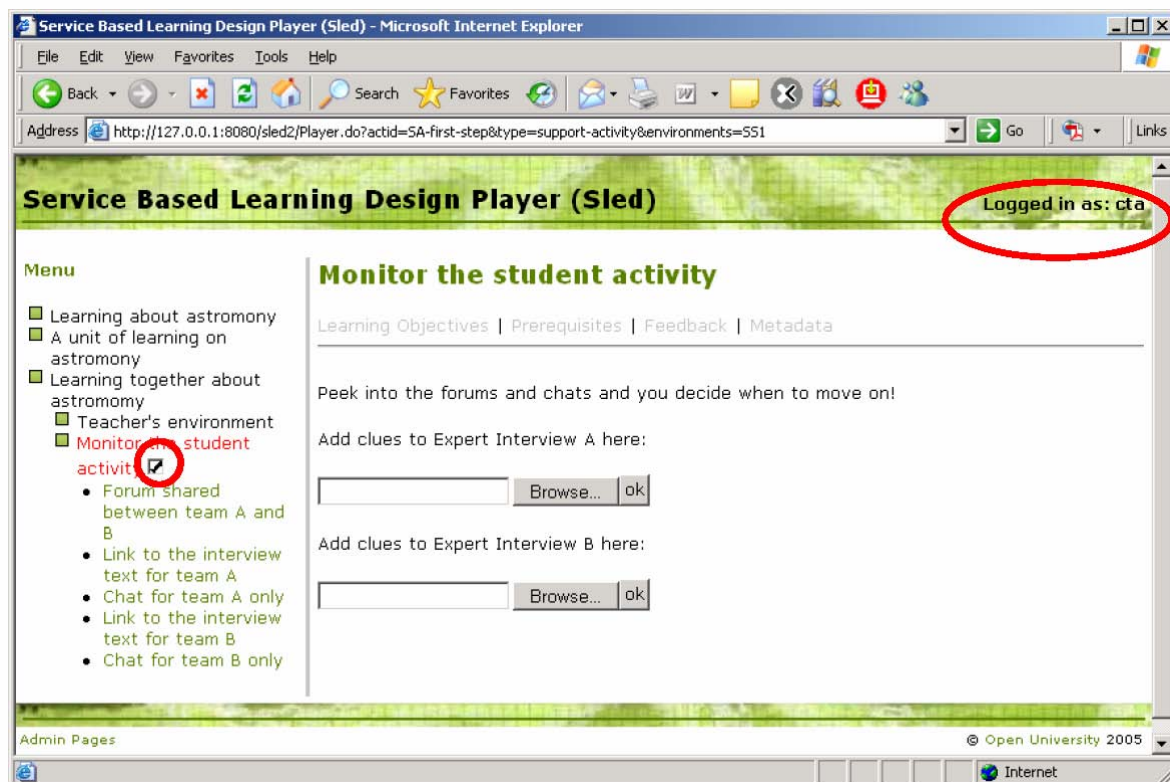 Service Based Learning Design Player (Sled) - Microsoft Internet Explorer
File Edit View Favorites Tools Help
Back Search Favorites
Address http://127.0.0.1:8080/sled2/Player.do?actid=SA-first-step&type=support-activity&environments=SS1 Go Links
Service Based Learning Design Player (Sled)
Logged in as: cta
Menu
Learning about astromony
A unit of learning on
astromony
Learning together about
astromomy
Teacher's environment
Monitor the student
activity
Forum shared
between team A and
B
Link to the interview
text for team A
Chat for team A only
Link to the interview
text for team B
Chat for team B only
Monitor the student activity
Learning Objectives | Prerequisites | Feedback | Metadata
Peek into the forums and chats and you decide when to move on!
Add clues to Expert Interview A here:
Browse... ok
Add clues to Expert Interview B here:
Browse... ok
Admin Pages
© Open University 2005
Internet